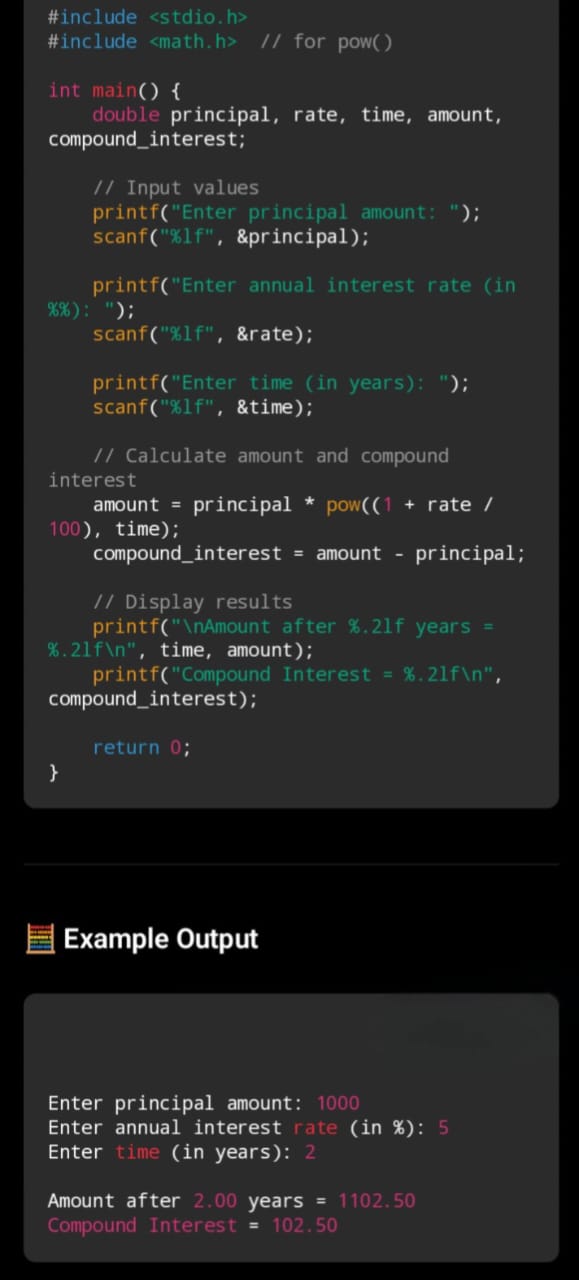 #include <stdio.h>
#include <math.h>  // for pow()

int main() {
    double principal, rate, time, amount,
compound_interest;

    // Input values
    printf("Enter principal amount: ");
    scanf("%lf", &principal);

    printf("Enter annual interest rate (in
%%): ");
    scanf("%lf", &rate);

    printf("Enter time (in years): ");
    scanf("%lf", &time);

    // Calculate amount and compound
interest
    amount = principal * pow((1 + rate /
100), time);
    compound_interest = amount - principal;

    // Display results
    printf("\nAmount after %.2lf years =
%.2lf\n", time, amount);
    printf("Compound Interest = %.2lf\n",
compound_interest);

    return 0;
}

🧮 Example Output

Enter principal amount: 1000
Enter annual interest rate (in %): 5
Enter time (in years): 2

Amount after 2.00 years = 1102.50
Compound Interest = 102.50